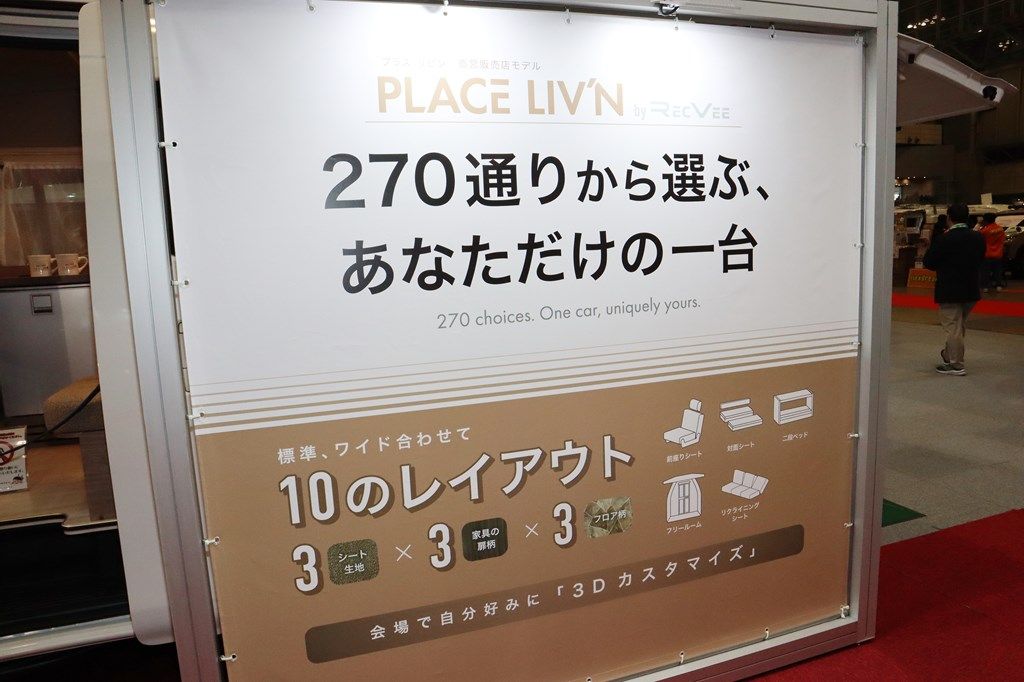 プラス リビン 直営販売店モデル
PLACE LIV'N by RECVEE
270通りから選ぶ、
あなただけの一台
270 choices. One car, uniquely yours.
標準、ワイド合わせて
10のレイアウト
3 シート生地 × 3 家具の扉柄 × 3 フロア柄
前座りシート
対面シート
二段ベッド
フリールーム
リクライニング
シート
会場で自分好みに「3Dカスタマイズ」